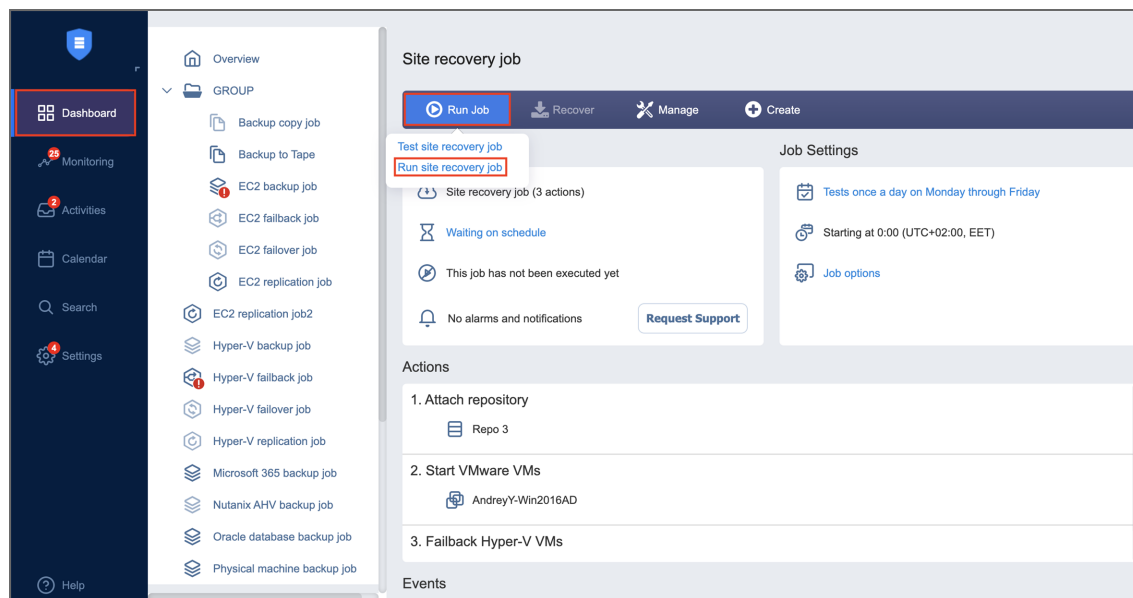 Dashboard
25
Monitoring
2
Activities
Calendar
Search
4
Settings
Help
Overview
GROUP
Backup copy job
Backup to Tape
EC2 backup job
EC2 failback job
EC2 failover job
EC2 replication job
EC2 replication job2
Hyper-V backup job
Hyper-V failback job
Hyper-V failover job
Hyper-V replication job
Microsoft 365 backup job
Nutanix AHV backup job
Oracle database backup job
Physical machine backup job
Site recovery job
Run Job
Recover
Manage
Create
Test site recovery job
Run site recovery job
Site recovery job (3 actions)
Waiting on schedule
This job has not been executed yet
No alarms and notifications
Request Support
Job Settings
Tests once a day on Monday through Friday
Starting at 0:00 (UTC+02:00, EET)
Job options
Actions
1. Attach repository
Repo 3
2. Start VMware VMs
AndreyY-Win2016AD
3. Failback Hyper-V VMs
Events